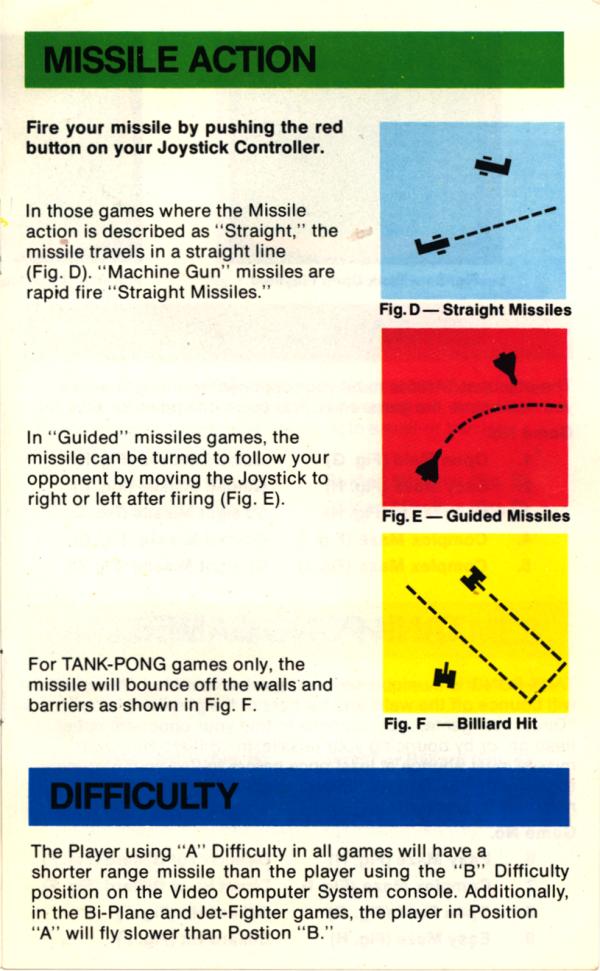 MISSILE ACTION
Fire your missile by pushing the red
button on your Joystick Controller.
In those games where the Missile
action is described as "Straight," the
missile travels in a straight line
(Fig. D). "Machine Gun" missiles are
rapid fire "Straight Missiles."
Fig. D — Straight Missiles
In "Guided" missiles games, the
missile can be turned to follow your
opponent by moving the Joystick to
right or left after firing (Fig. E).
Fig. E — Guided Missiles
For TANK-PONG games only, the
missile will bounce off the walls and
barriers as shown in Fig. F.
Fig. F — Billiard Hit
DIFFICULTY
The Player using "A" Difficulty in all games will have a
shorter range missile than the player using the "B" Difficulty
position on the Video Computer System console. Additionally,
in the Bi-Plane and Jet-Fighter games, the player in Position
"A" will fly slower than Postion "B."